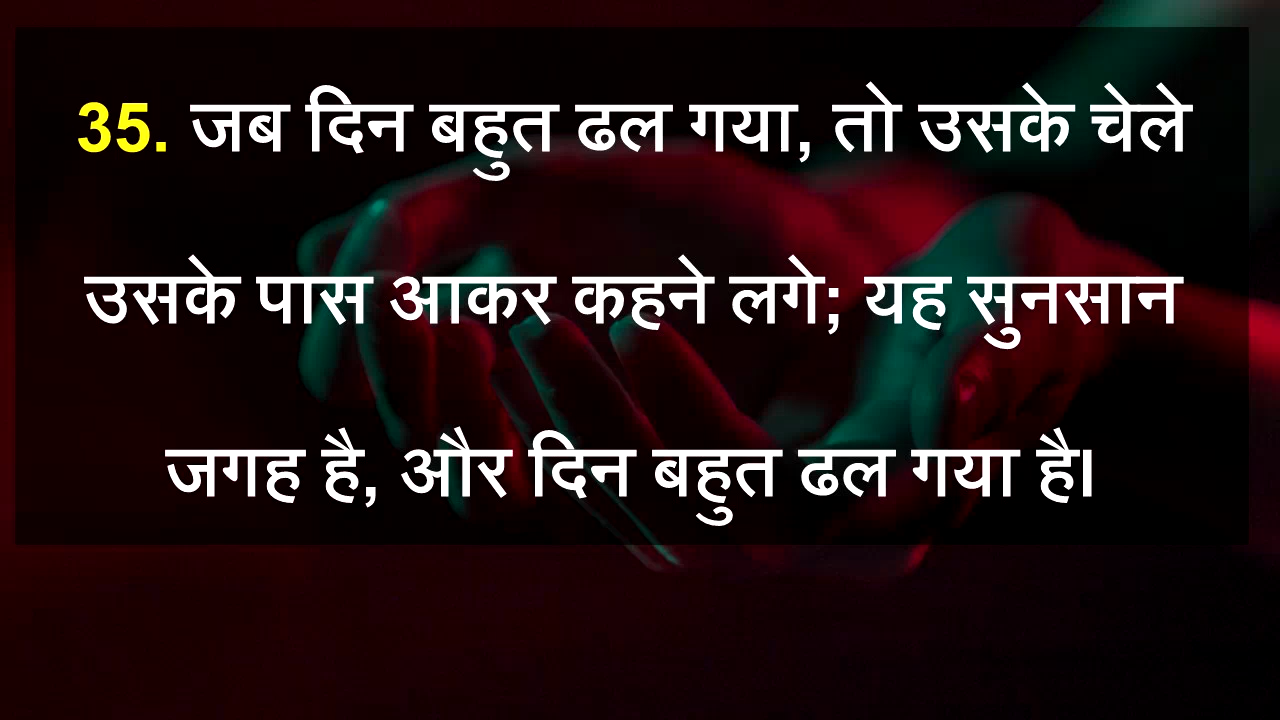 35. जब दिन बहुत ढल गया, तो उसके चेले
उसके पास आकर कहने लगे; यह सुनसान
जगह है, और दिन बहुत ढल गया है।